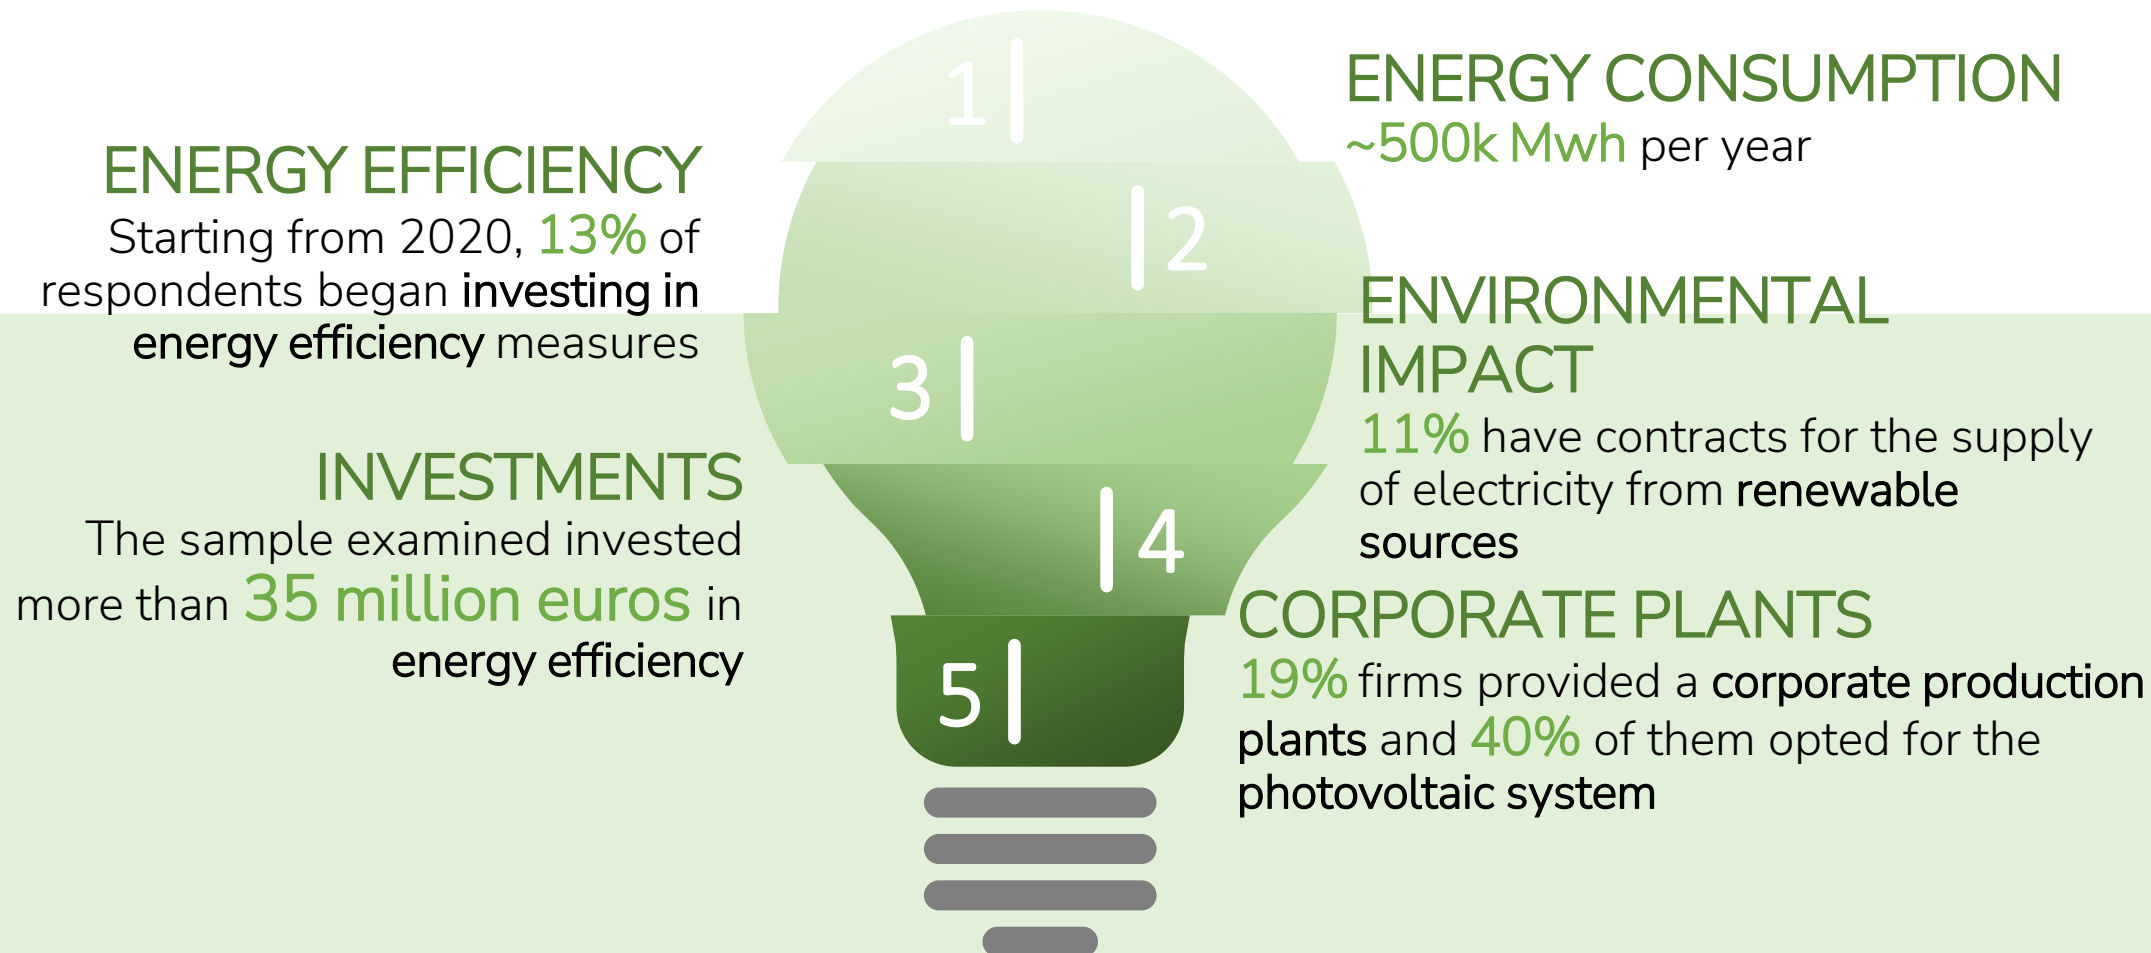 1
ENERGY CONSUMPTION
~500k Mwh per year
ENERGY EFFICIENCY
Starting from 2020, 13% of
respondents began investing in
energy efficiency measures
2
ENVIRONMENTAL
IMPACT
11% have contracts for the supply
of electricity from renewable
sources
3
INVESTMENTS
The sample examined invested
more than 35 million euros in
energy efficiency
4
CORPORATE PLANTS
19% firms provided a corporate production
plants and 40% of them opted for the
photovoltaic system
5